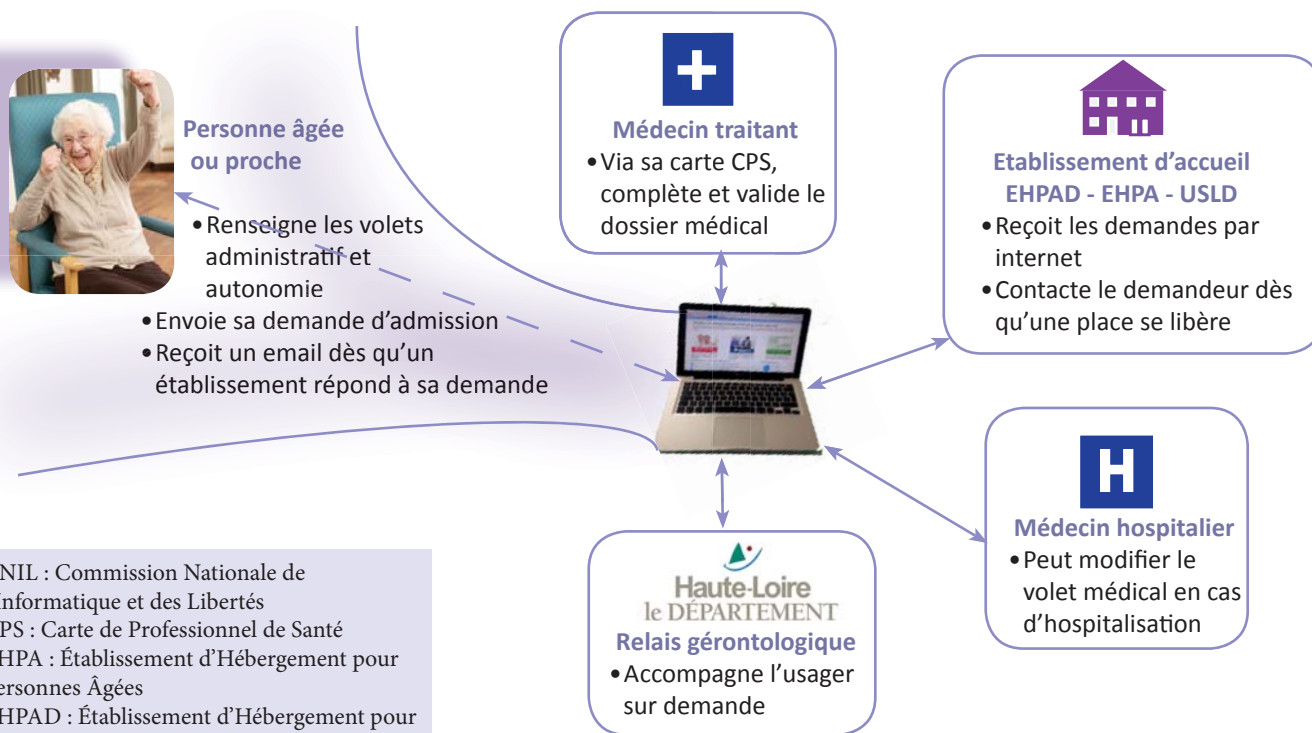 Personne âgée
ou proche
•Renseigne les volets
administratif et
autonomie
•Envoie sa demande d'admission
•Reçoit un email dès qu'un
établissement répond à sa demande
Médecin traitant
•Via sa carte CPS,
complète et valide le
dossier médical
Etablissement d'accueil
EHPAD - EHPA - USLD
•Reçoit les demandes par
internet
•Contacte le demandeur dès
qu'une place se libère
H
Médecin hospitalier
•Peut modifier le
volet médical en cas
d'hospitalisation
Haute-Loire
le DÉPARTEMENT
Relais gérontologique
•Accompagne l'usager
sur demande
NIL : Commission Nationale de
Informatique et des Libertés
PS : Carte de Professionnel de Santé
HPA : Établissement d'Hébergement pour
ersonnes Âgées
HPAD : Établissement d'Hébergement pour